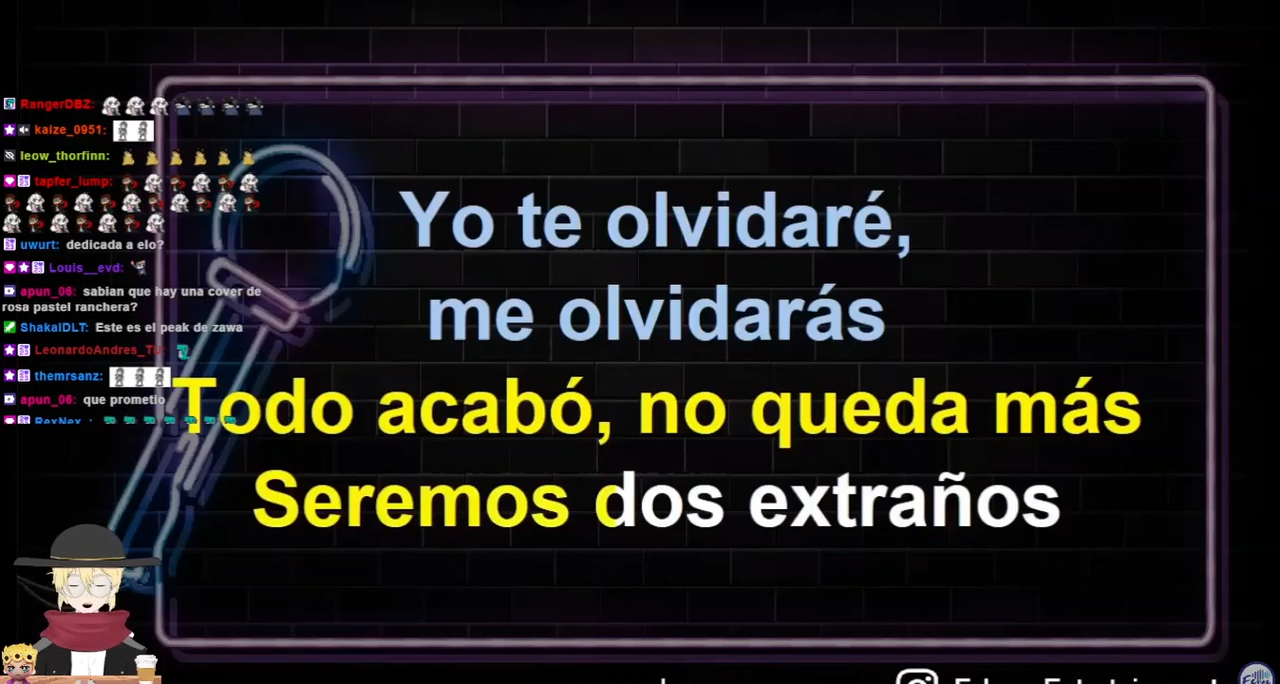 RangerDBZ:
kaize_0951:
leow_thorfinn:
tapfer_lump:
uwurt: dedicada a elo?
Louis__evd:
apun_06: sabian que hay una cover de
rosa pastel ranchera?
ShakalDLT: Este es el peak de zawa
LeonardoAndres_TD:
themrsanz:
apun_06: que prometio
RexNex_:
Yo te olvidaré,
me olvidarás
Todo acabó, no queda más
Seremos dos extraños